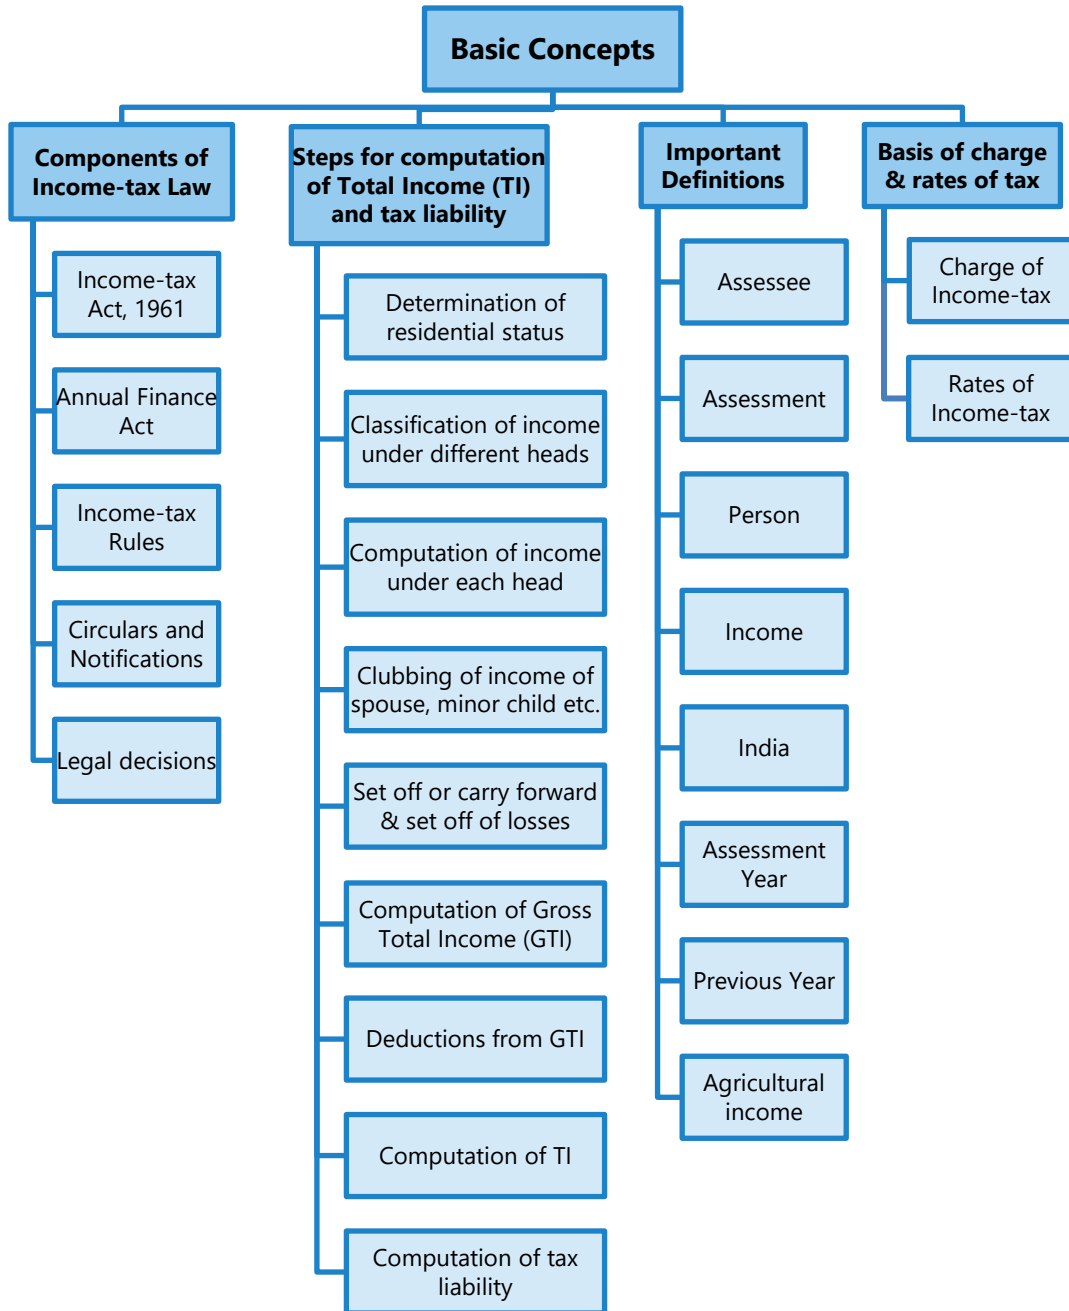 Basic Concepts
Components of
Income-tax Law
Income-tax
Act, 1961
Annual Finance
Act
Income-tax
Rules
Circulars and
Notifications
Legal decisions
Steps for computation
of Total Income (TI)
and tax liability
Determination of
residential status
Classification of income
under different heads
Computation of income
under each head
Clubbing of income of
spouse, minor child etc.
Set off or carry forward
& set off of losses
Computation of Gross
Total Income (GTI)
Deductions from GTI
Computation of TI
Computation of tax
liability
Important
Definitions
Assessee
Assessment
Person
Income
India
Assessment
Year
Previous Year
Agricultural
income
Basis of charge
& rates of tax
Charge of
Income-tax
Rates of
Income-tax